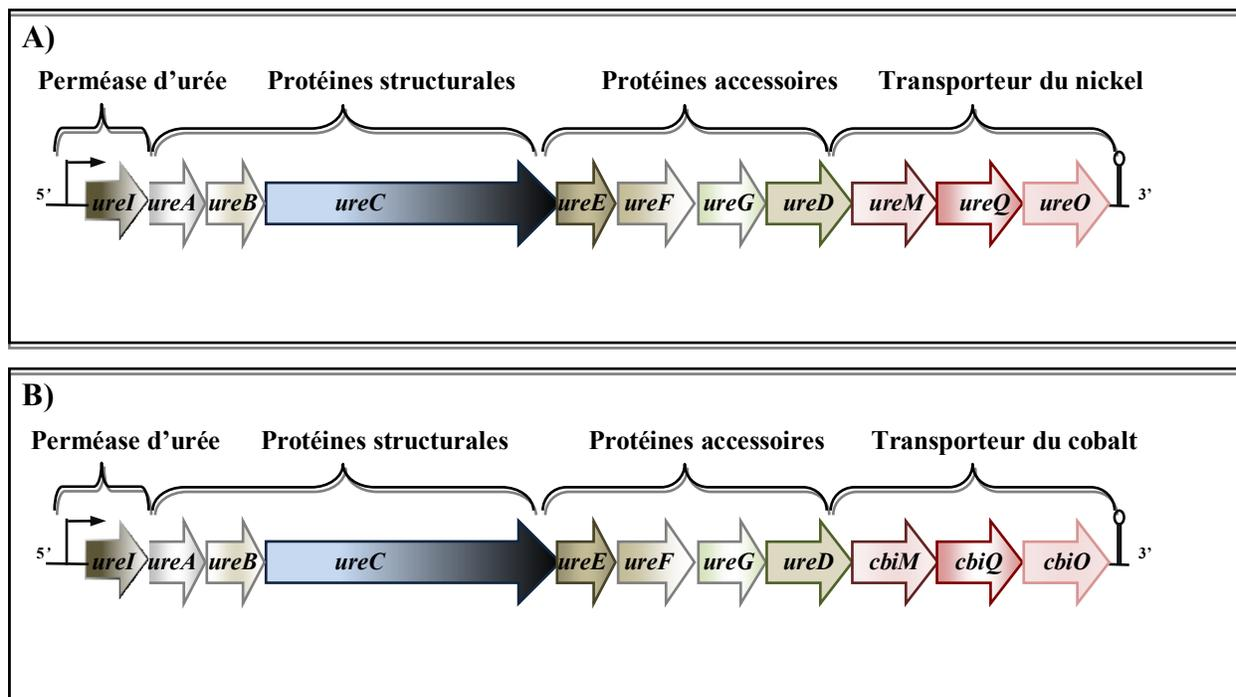 A)
Perméase d’urée Protéines structurales Protéines accessoires Transporteur du nickel
5’ ureI ureA ureB ureC ureE ureF ureG ureD ureM ureQ ureO 3’
B)
Perméase d’urée Protéines structurales Protéines accessoires Transporteur du cobalt
5’ ureI ureA ureB ureC ureE ureF ureG ureD cbiM cbiQ cbiO 3’